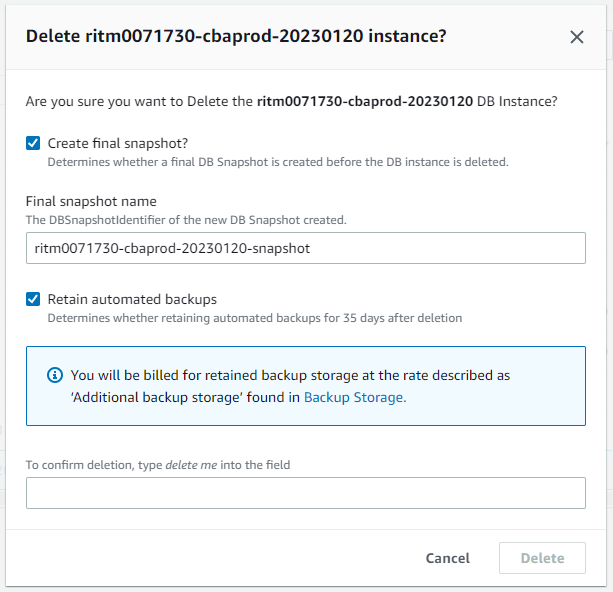 Delete ritm0071730-cbaprod-20230120 instance?
Are you sure you want to Delete the ritm0071730-cbaprod-20230120 DB Instance?
Create final snapshot?
Determines whether a final DB Snapshot is created before the DB instance is deleted.
Final snapshot name
The DBSnapshotIdentifier of the new DB Snapshot created.
ritm0071730-cbaprod-20230120-snapshot
Retain automated backups
Determines whether retaining automated backups for 35 days after deletion
You will be billed for retained backup storage at the rate described as
‘Additional backup storage’ found in Backup Storage.
To confirm deletion, type delete me into the field
Cancel Delete